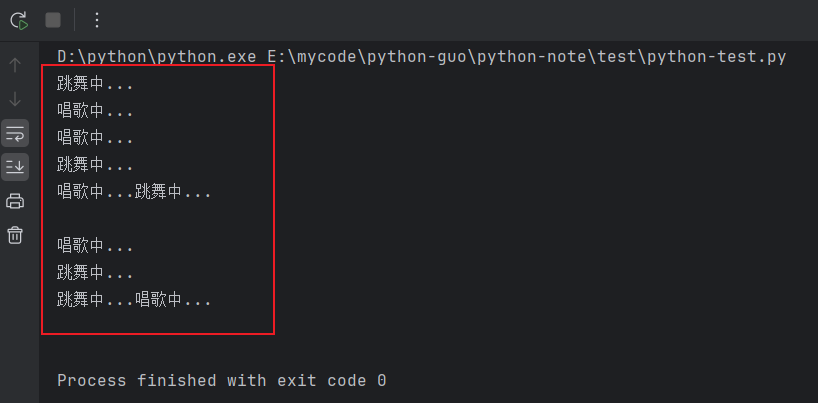 D:\python\python.exe E:\mycode\python-guo\python-note\test\python-test.py
跳舞中...
唱歌中...
唱歌中...
跳舞中...
唱歌中...跳舞中...
唱歌中...
跳舞中...
跳舞中...唱歌中...
Process finished with exit code 0